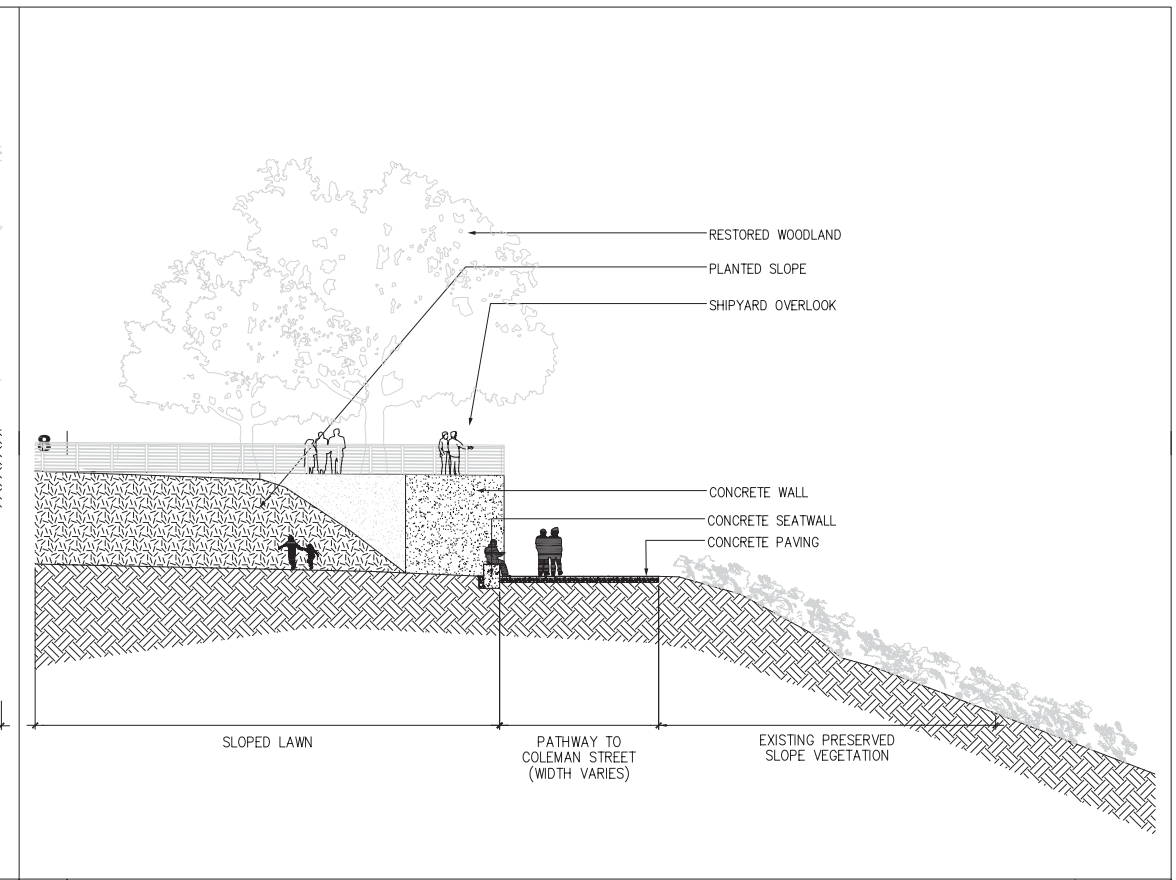 RESTORED WOODLAND
PLANTED SLOPE
SHIPYARD OVERLOOK
CONCRETE WALL
CONCRETE SEATWALL
CONCRETE PAVING
SLOPED LAWN
PATHWAY TO
COLEMAN STREET
(WIDTH VARIES)
EXISTING PRESERVED
SLOPE VEGETATION